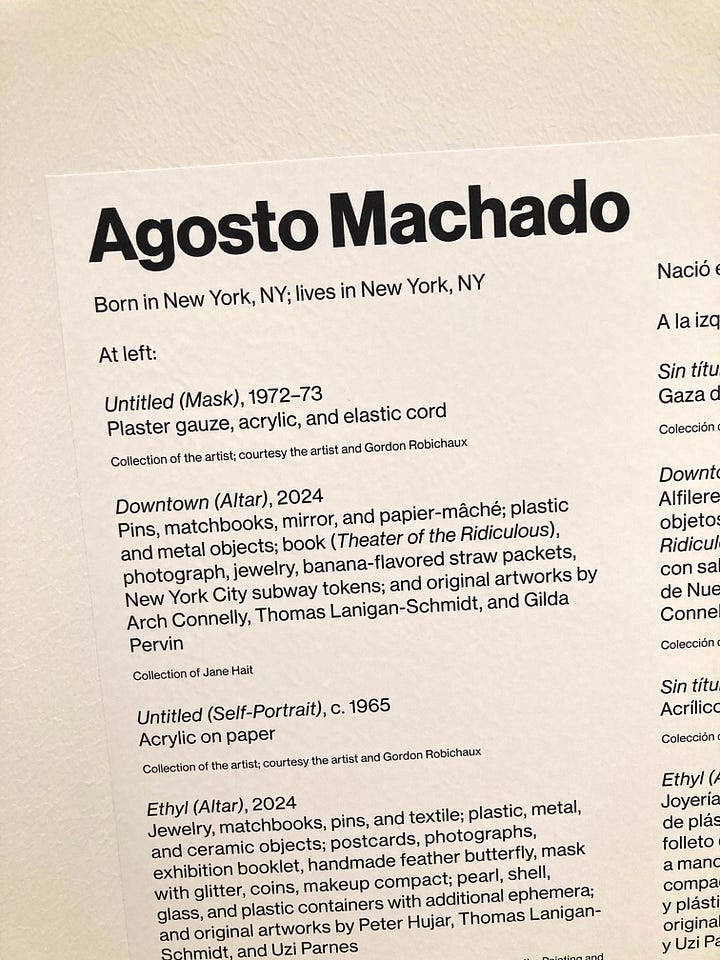 Agosto Machado
Born in New York, NY; lives in New York, NY
At left:
Untitled (Mask), 1972–73
Plaster gauze, acrylic, and elastic cord
Collection of the artist; courtesy the artist and Gordon Robichaux
Downtown (Altar), 2024
Pins, matchbooks, mirror, and papier-mâché; plastic
and metal objects; book (Theater of the Ridiculous),
photograph, jewelry, banana-flavored straw packets,
New York City subway tokens; and original artworks by
Arch Connelly, Thomas Lanigan-Schmidt, and Gilda
Pervin
Collection of Jane Hait
Untitled (Self-Portrait), c. 1965
Acrylic on paper
Collection of the artist; courtesy the artist and Gordon Robichaux
Ethyl (Altar), 2024
Jewelry, matchbooks, pins, and textile; plastic, metal,
and ceramic objects; postcards, photographs,
exhibition booklet, handmade feather butterfly, mask
with glitter, coins, makeup compact; pearl, shell,
glass, and plastic containers with additional ephemera;
and original artworks by Peter Hujar, Thomas Lanigan-
Schmidt, and Uzi Parnes
Painting and
Nació
A la izq
Sin títu
Gaza d
Colección
Downto
Alfilere
objetos
Ridicul
con sal
de Nue
Connel
Colección
Sin títu
Acrílico
Colección
Ethyl (A
Joyería
de plás
folleto
a mano
compa
y plásti
original
y Uzi Pa